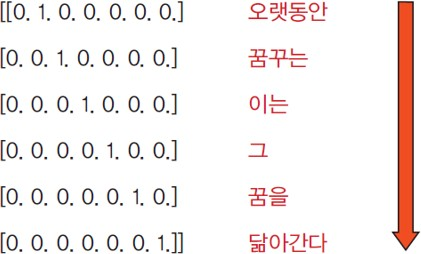 [[0. 1. 0. 0. 0. 0. 0.] 오랫동안
[0. 0. 1. 0. 0. 0. 0.] 꿈꾸는
[0. 0. 0. 1. 0. 0. 0.] 이는
[0. 0. 0. 0. 1. 0. 0.] 그
[0. 0. 0. 0. 0. 1. 0.] 꿈을
[0. 0. 0. 0. 0. 0. 1.]] 닮아간다